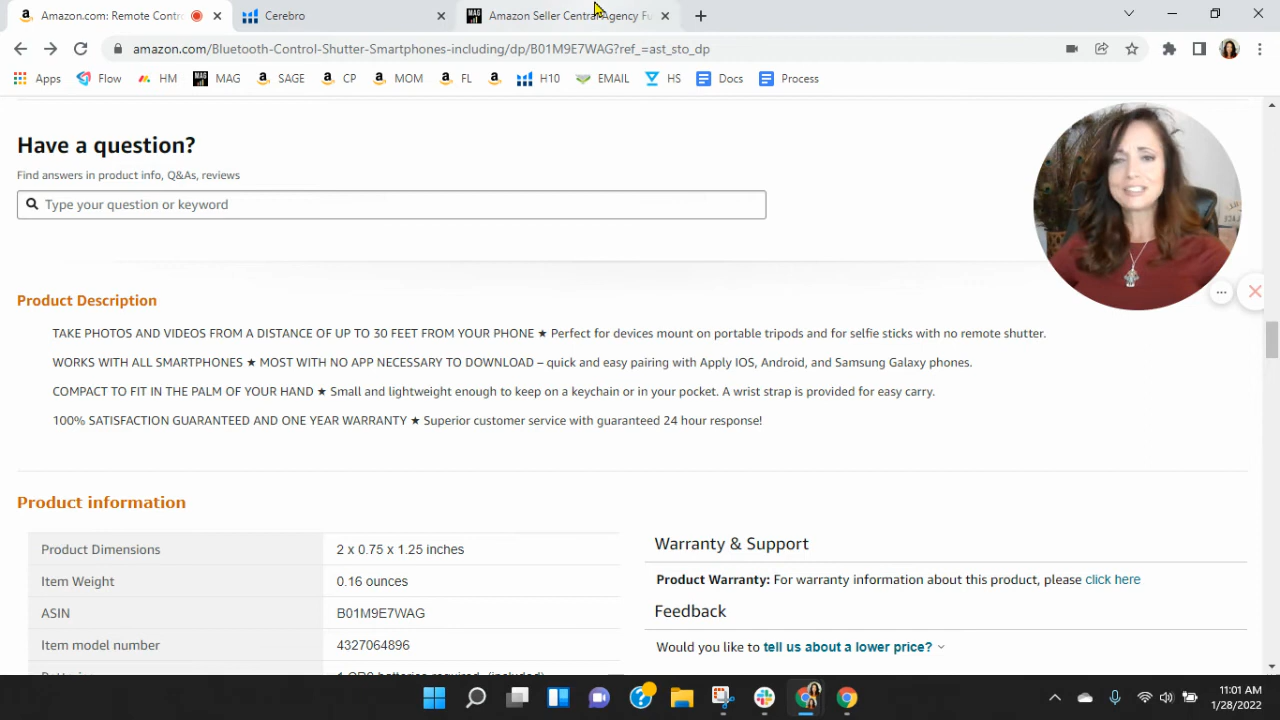 Amazon.com: Remote Contro
Cerebro
Amazon Seller Central Agency Fu
amazon.com/Bluetooth-Control-Shutter-Smartphones-including/dp/B01M9E7WAG?ref_=ast_sto_dp
Apps Flow HM MAG SAGE CP MOM FL H10 EMAIL HS Docs Process
Have a question?
Find answers in product info, Q&As, reviews
Type your question or keyword
Product Description
TAKE PHOTOS AND VIDEOS FROM A DISTANCE OF UP TO 30 FEET FROM YOUR PHONE ★ Perfect for devices mount on portable tripods and for selfie sticks with no remote shutter.
WORKS WITH ALL SMARTPHONES ★ MOST WITH NO APP NECESSARY TO DOWNLOAD – quick and easy pairing with Apply IOS, Android, and Samsung Galaxy phones.
COMPACT TO FIT IN THE PALM OF YOUR HAND ★ Small and lightweight enough to keep on a keychain or in your pocket. A wrist strap is provided for easy carry.
100% SATISFACTION GUARANTEED AND ONE YEAR WARRANTY ★ Superior customer service with guaranteed 24 hour response!
Product information
Product Dimensions 2 x 0.75 x 1.25 inches
Item Weight 0.16 ounces
ASIN B01M9E7WAG
Item model number 4327064896
Warranty & Support
Product Warranty: For warranty information about this product, please click here
Feedback
Would you like to tell us about a lower price?
11:01 AM
1/28/2022